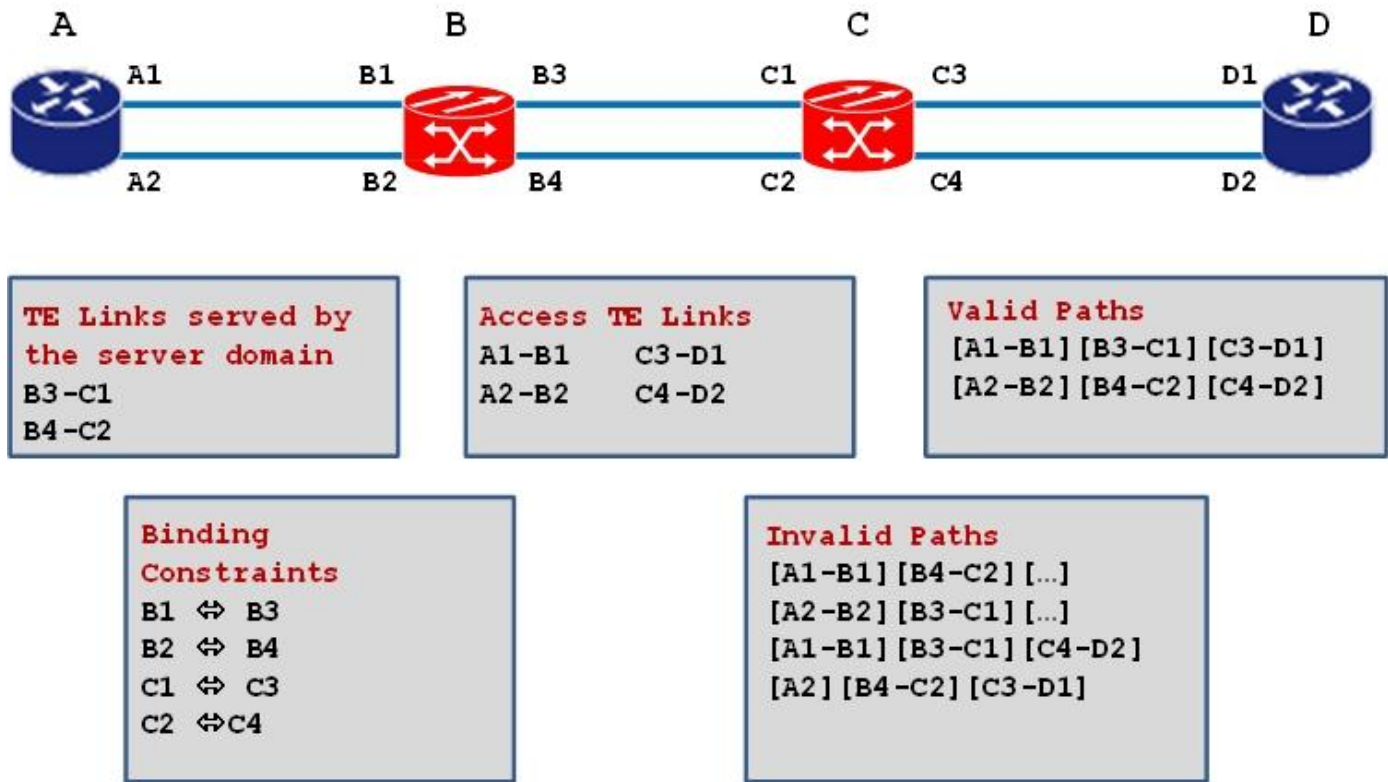 A B C D
A1 B1 B3 C1 C3 D1
A2 B2 B4 C2 C4 D2
TE Links served by
the server domain
B3-C1
B4-C2
Access TE Links
A1-B1 C3-D1
A2-B2 C4-D2
Valid Paths
[A1-B1][B3-C1][C3-D1]
[A2-B2][B4-C2][C4-D2]
Binding
Constraints
B1 ⇔ B3
B2 ⇔ B4
C1 ⇔ C3
C2 ⇔C4
Invalid Paths
[A1-B1][B4-C2][…]
[A2-B2][B3-C1][…]
[A1-B1][B3-C1][C4-D2]
[A2][B4-C2][C3-D1]